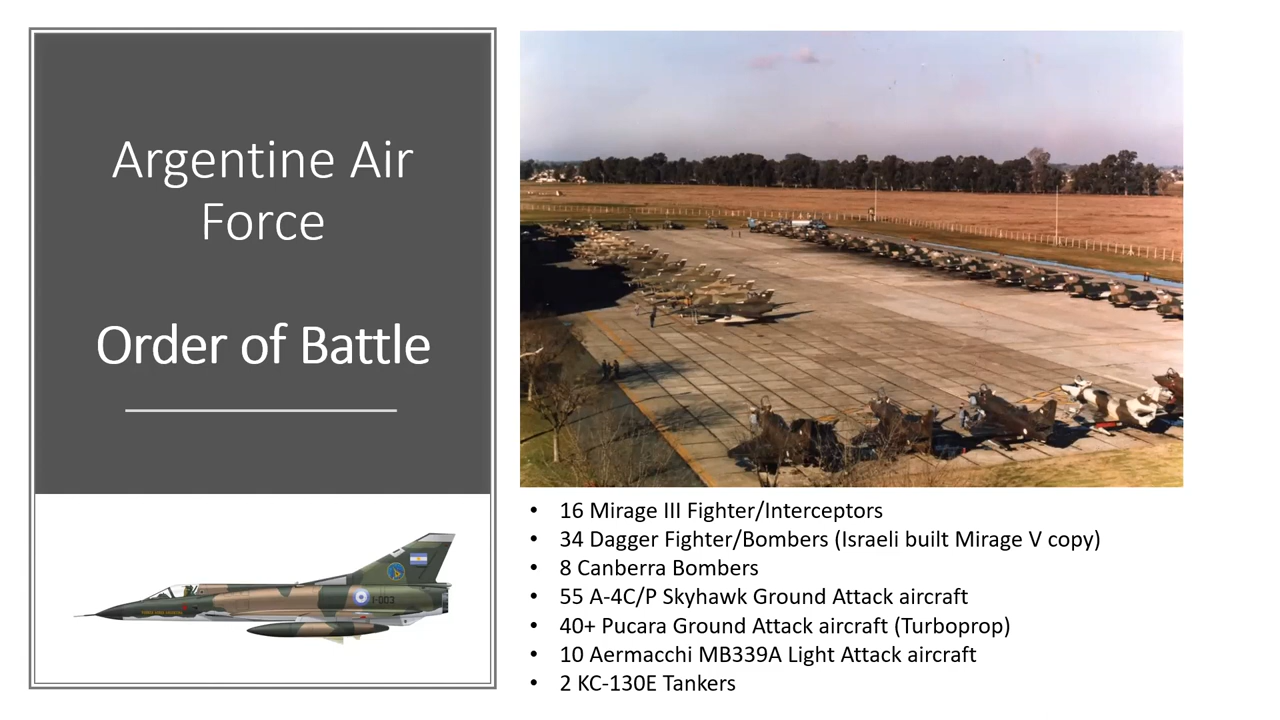 Argentine Air
Force
Order of Battle
• 16 Mirage III Fighter/Interceptors
• 34 Dagger Fighter/Bombers (Israeli built Mirage V copy)
• 8 Canberra Bombers
• 55 A-4C/P Skyhawk Ground Attack aircraft
• 40+ Pucara Ground Attack aircraft (Turboprop)
• 10 Aermacchi MB339A Light Attack aircraft
• 2 KC-130E Tankers